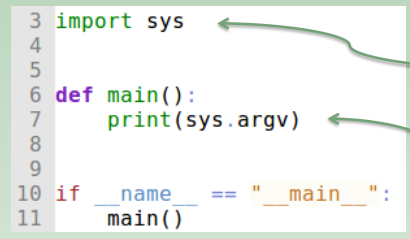 3 import sys
4
5
6 def main():
7     print(sys.argv)
8
9
10 if __name__ == "__main__":
11     main()